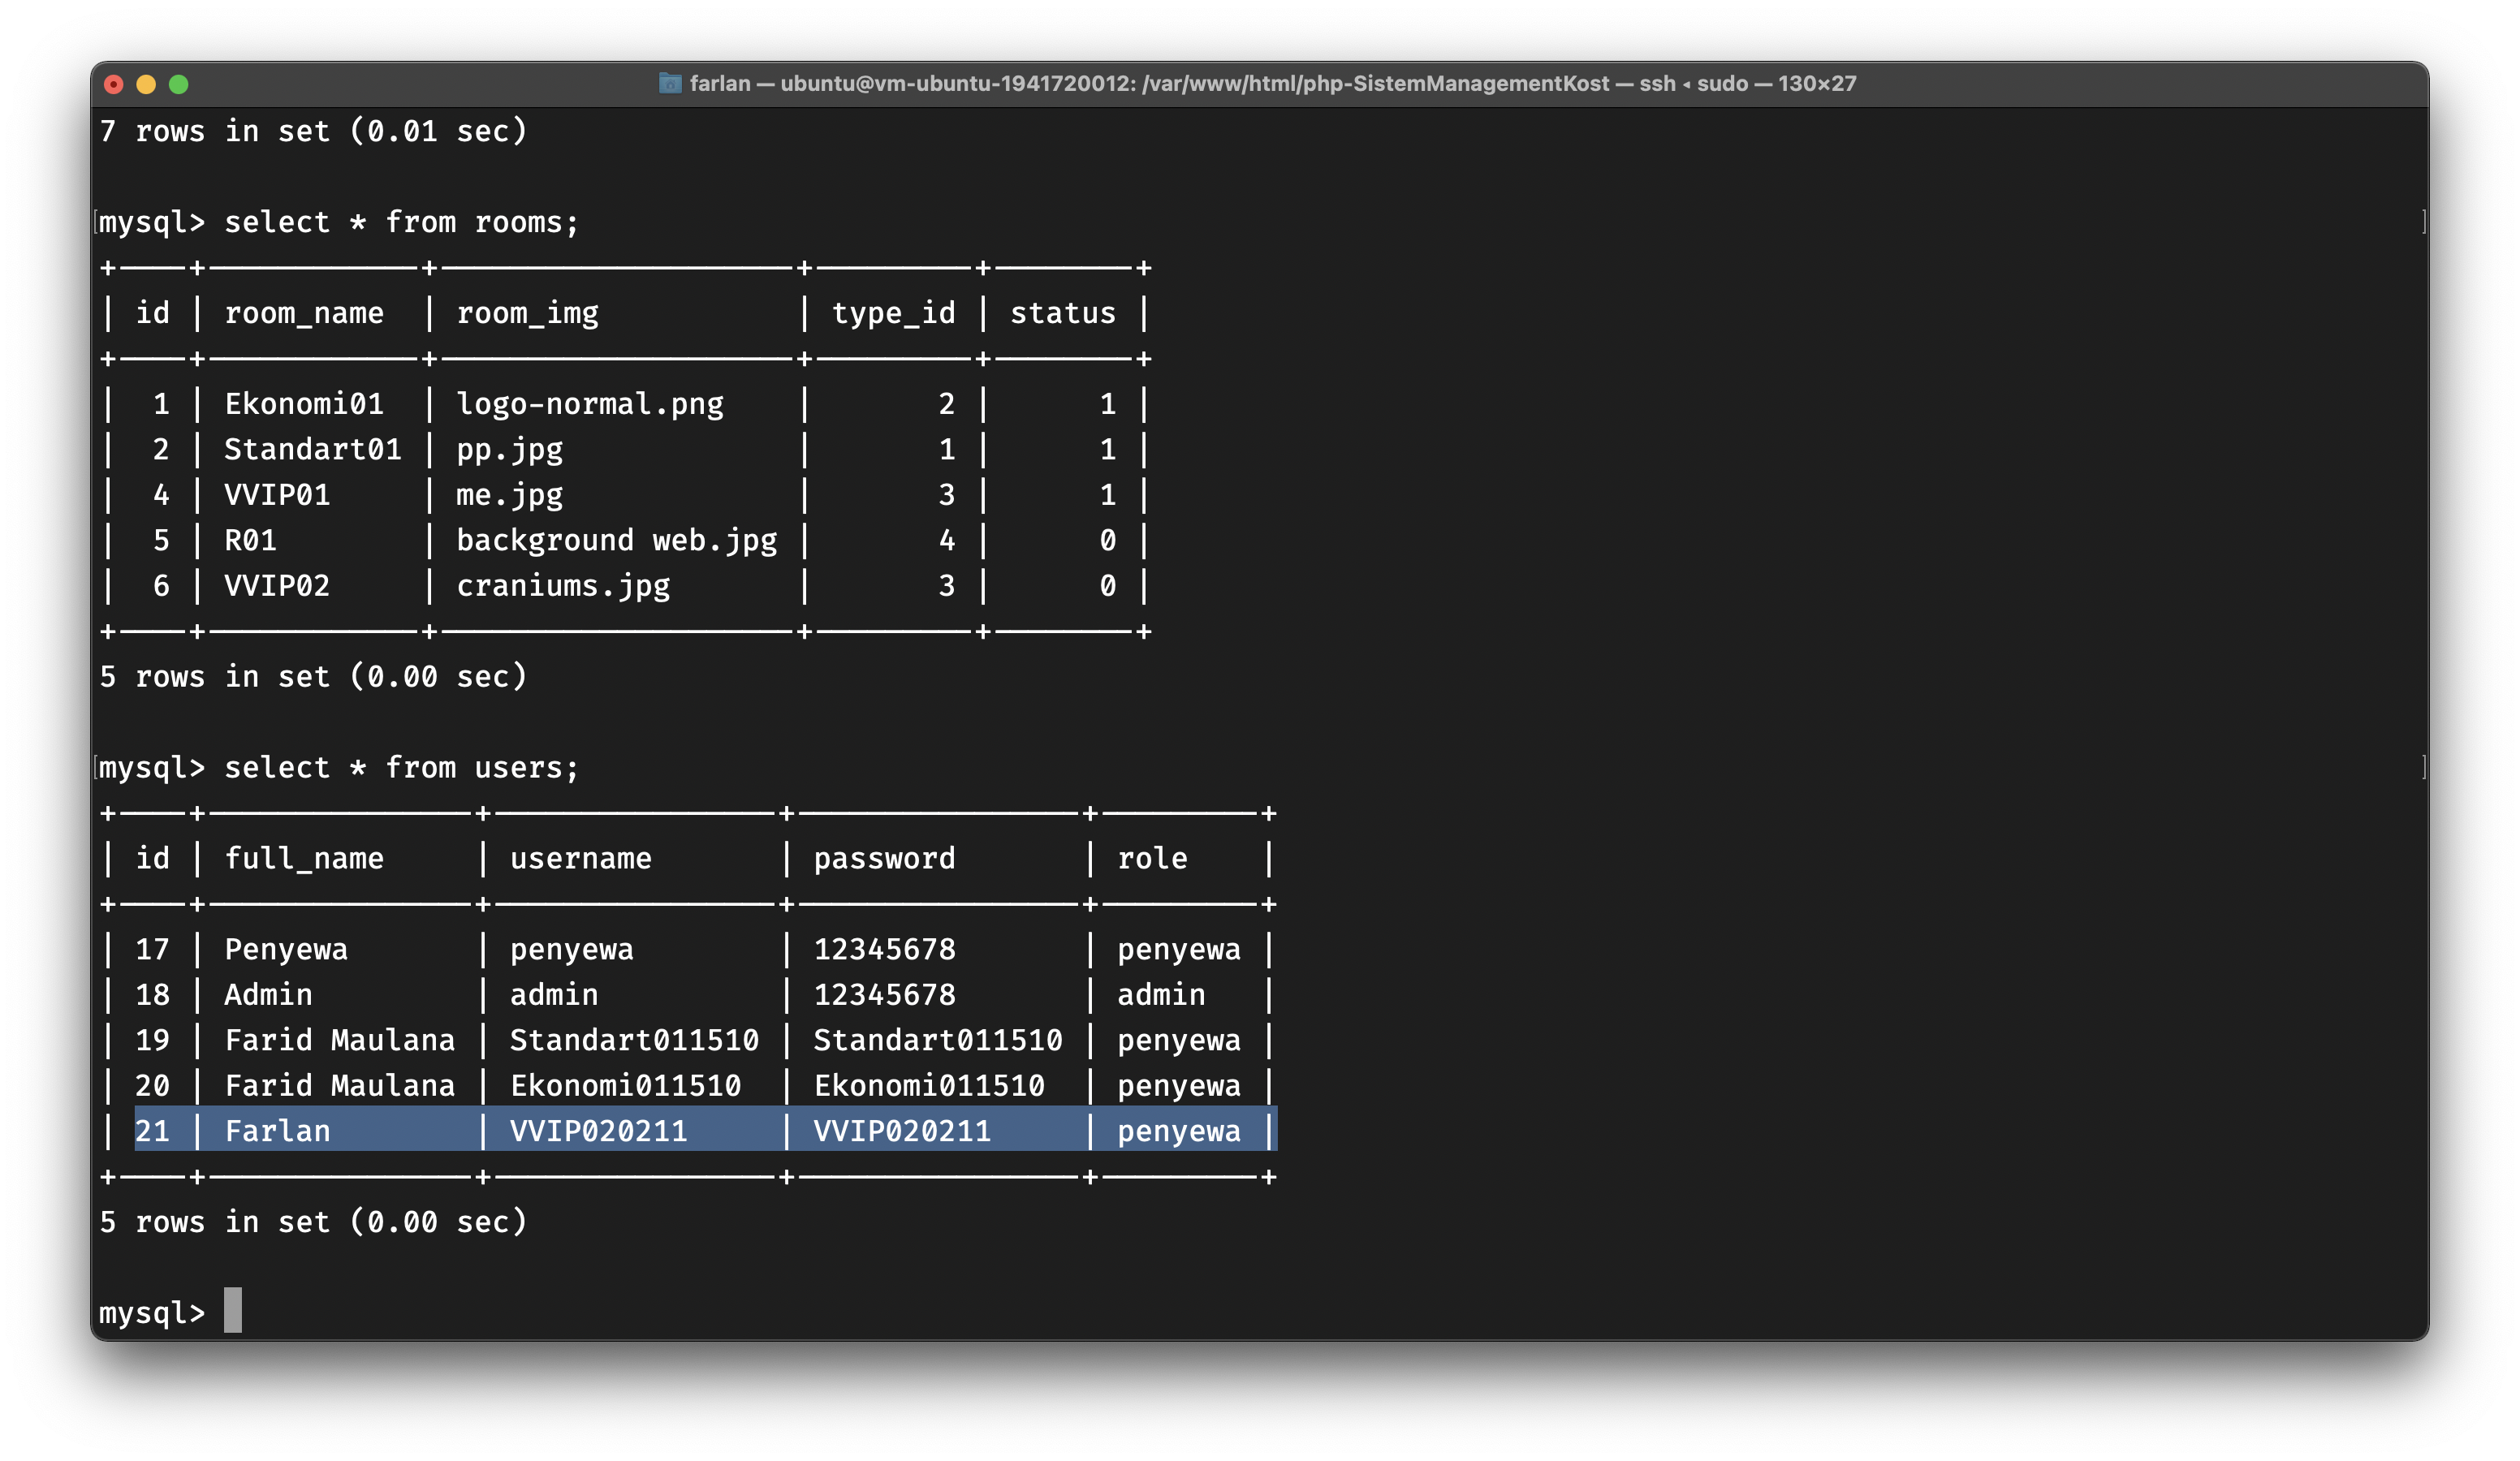 farlan — ubuntu@vm-ubuntu-1941720012: /var/www/html/php-SistemManagementKost — ssh ◂ sudo — 130×27
7 rows in set (0.01 sec)
[mysql> select * from rooms; ]
+----+------------+--------------------+---------+--------+
| id | room_name  | room_img           | type_id | status |
+----+------------+--------------------+---------+--------+
|  1 | Ekonomi01  | logo-normal.png    |       2 |      1 |
|  2 | Standart01 | pp.jpg             |       1 |      1 |
|  4 | VVIP01     | me.jpg             |       3 |      1 |
|  5 | R01        | background web.jpg |       4 |      0 |
|  6 | VVIP02     | craniums.jpg       |       3 |      0 |
+----+------------+--------------------+---------+--------+
5 rows in set (0.00 sec)
[mysql> select * from users; ]
+----+---------------+----------------+----------------+---------+
| id | full_name     | username       | password       | role    |
+----+---------------+----------------+----------------+---------+
| 17 | Penyewa       | penyewa        | 12345678       | penyewa |
| 18 | Admin         | admin          | 12345678       | admin   |
| 19 | Farid Maulana | Standart011510 | Standart011510 | penyewa |
| 20 | Farid Maulana | Ekonomi011510  | Ekonomi011510  | penyewa |
| 21 | Farlan        | VVIP020211     | VVIP020211     | penyewa |
+----+---------------+----------------+----------------+---------+
5 rows in set (0.00 sec)
mysql>